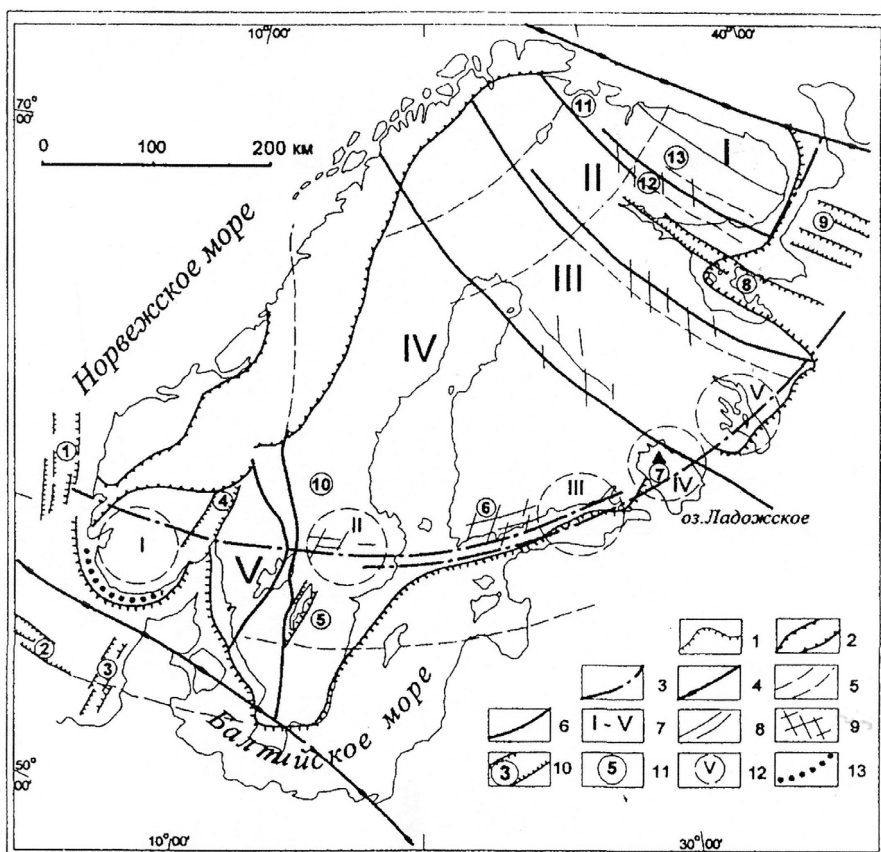 10°/00'
40°/00'
70°
00'
0 100 200 км
Норвежское море
11
13
I
12
II
9
8
III
IV
V
1
4
10
II
6
III
7
IV
оз.Ладожское
I
V
5
2
3
Балтийское море
1
2
3
4
5
6
I - V 7
8
9
3 10
5 11
V 12
13
50°
00'
10°/00'
30°/00'